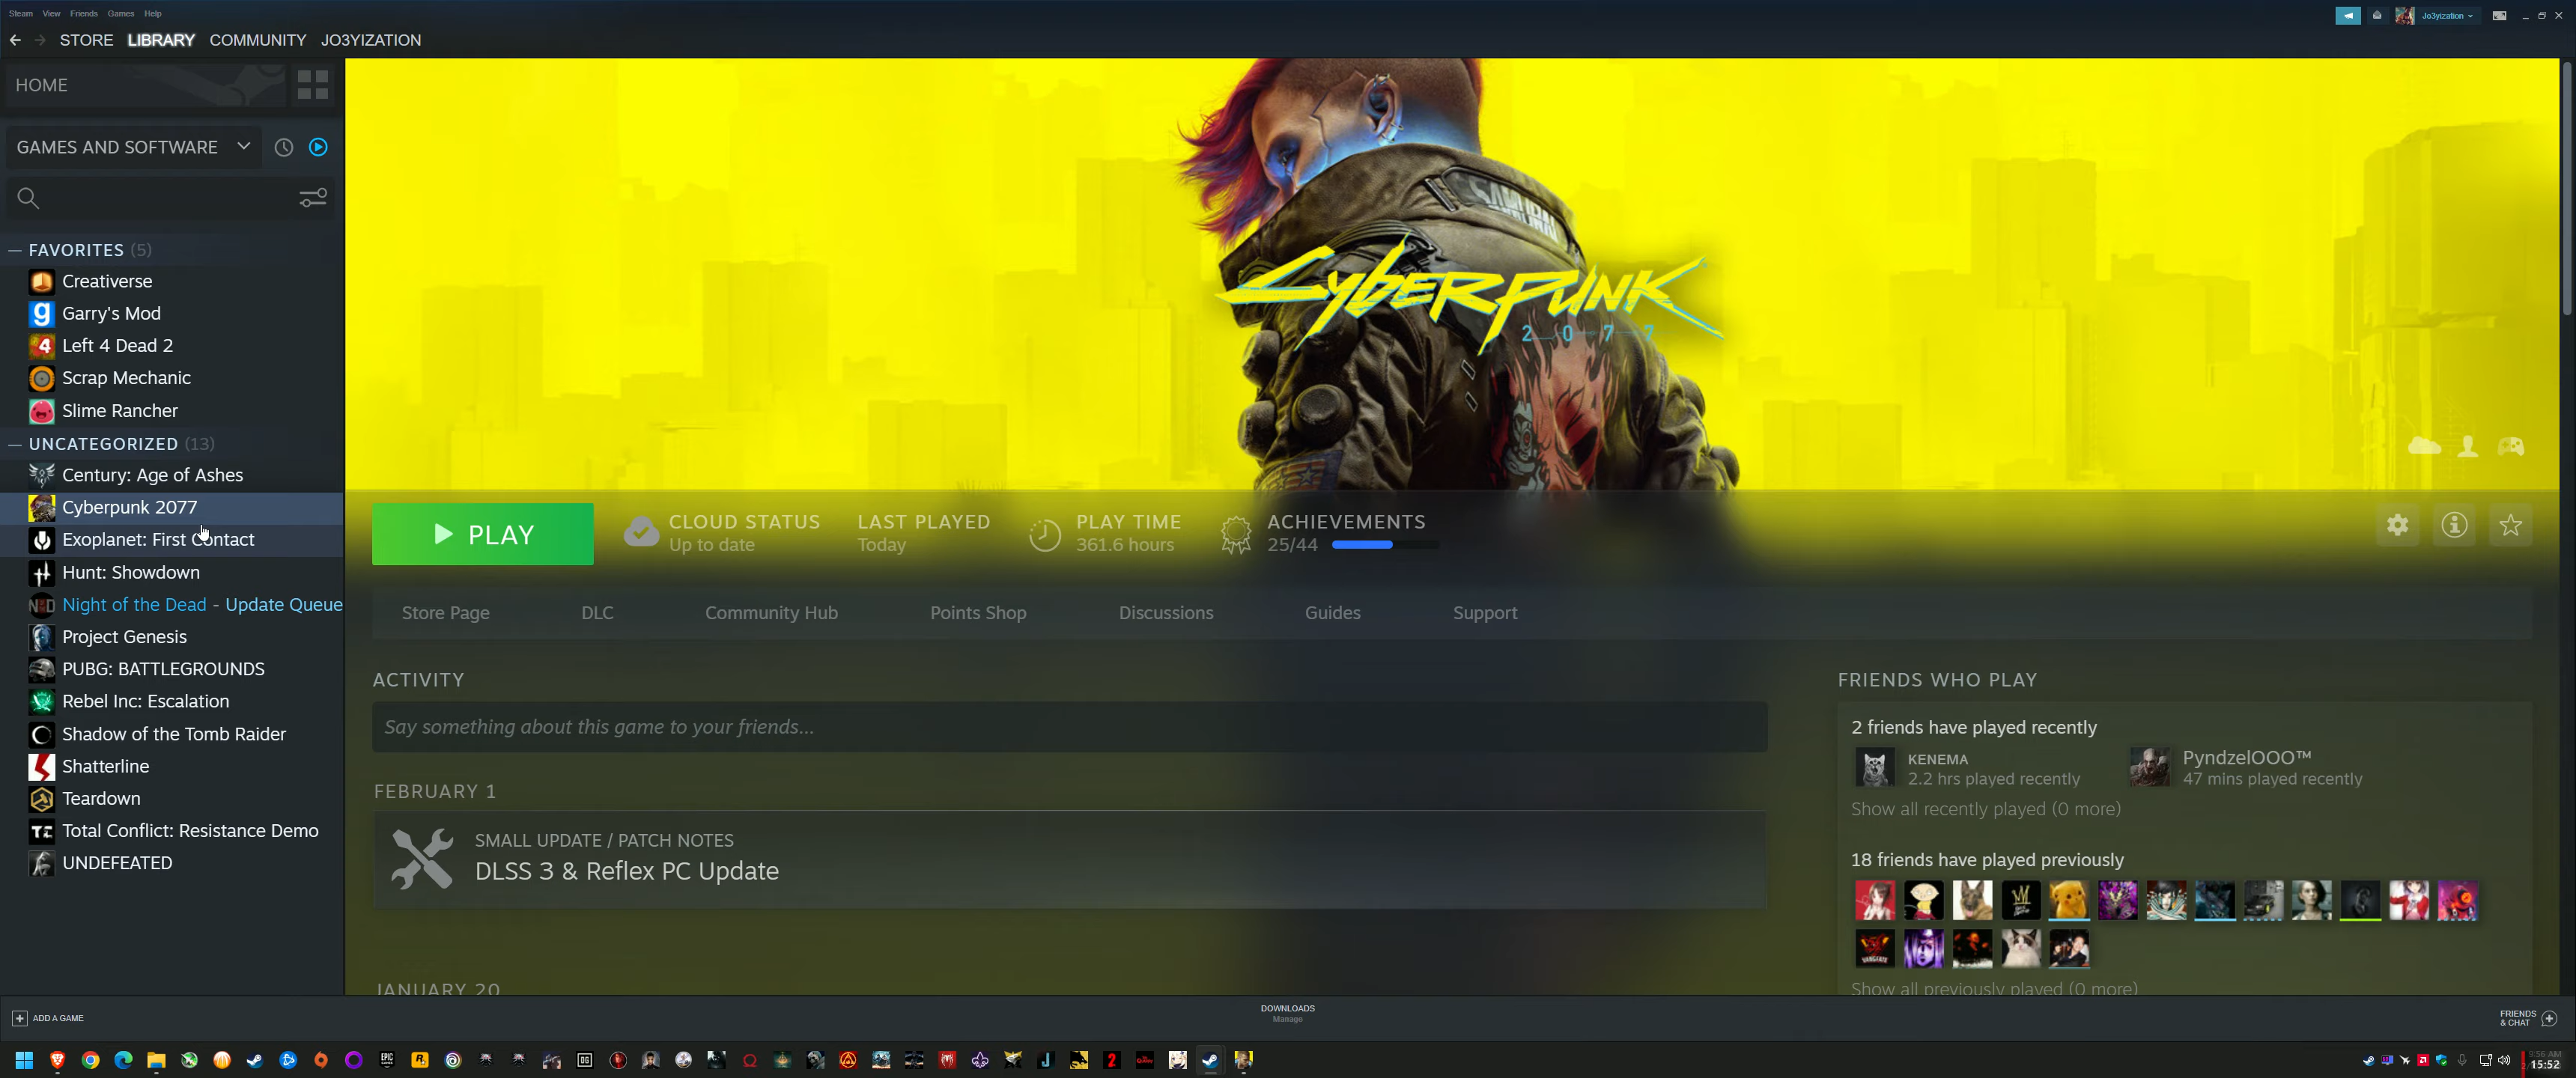 Steam View Friends Games Help
Jo3yization
STORE LIBRARY COMMUNITY JO3YIZATION
HOME
GAMES AND SOFTWARE
FAVORITES (5)
Creativerse
Garry's Mod
Left 4 Dead 2
Scrap Mechanic
Slime Rancher
UNCATEGORIZED (13)
Century: Age of Ashes
Cyberpunk 2077
Exoplanet: First Contact
Hunt: Showdown
Night of the Dead - Update Queue
Project Genesis
PUBG: BATTLEGROUNDS
Rebel Inc: Escalation
Shadow of the Tomb Raider
Shatterline
Teardown
Total Conflict: Resistance Demo
UNDEFEATED
SAMURAI
CYBERPUNK
2077
PLAY
CLOUD STATUS
Up to date
LAST PLAYED
Today
PLAY TIME
361.6 hours
ACHIEVEMENTS
25/44
Store Page DLC Community Hub Points Shop Discussions Guides Support
ACTIVITY
Say something about this game to your friends...
FEBRUARY 1
SMALL UPDATE / PATCH NOTES
DLSS 3 & Reflex PC Update
JANUARY 20
FRIENDS WHO PLAY
2 friends have played recently
KENEMA
2.2 hrs played recently
PyndzelOOO™
47 mins played recently
Show all recently played (0 more)
18 friends have played previously
Show all previously played (0 more)
ADD A GAME
DOWNLOADS
Manage
FRIENDS
& CHAT
15:52